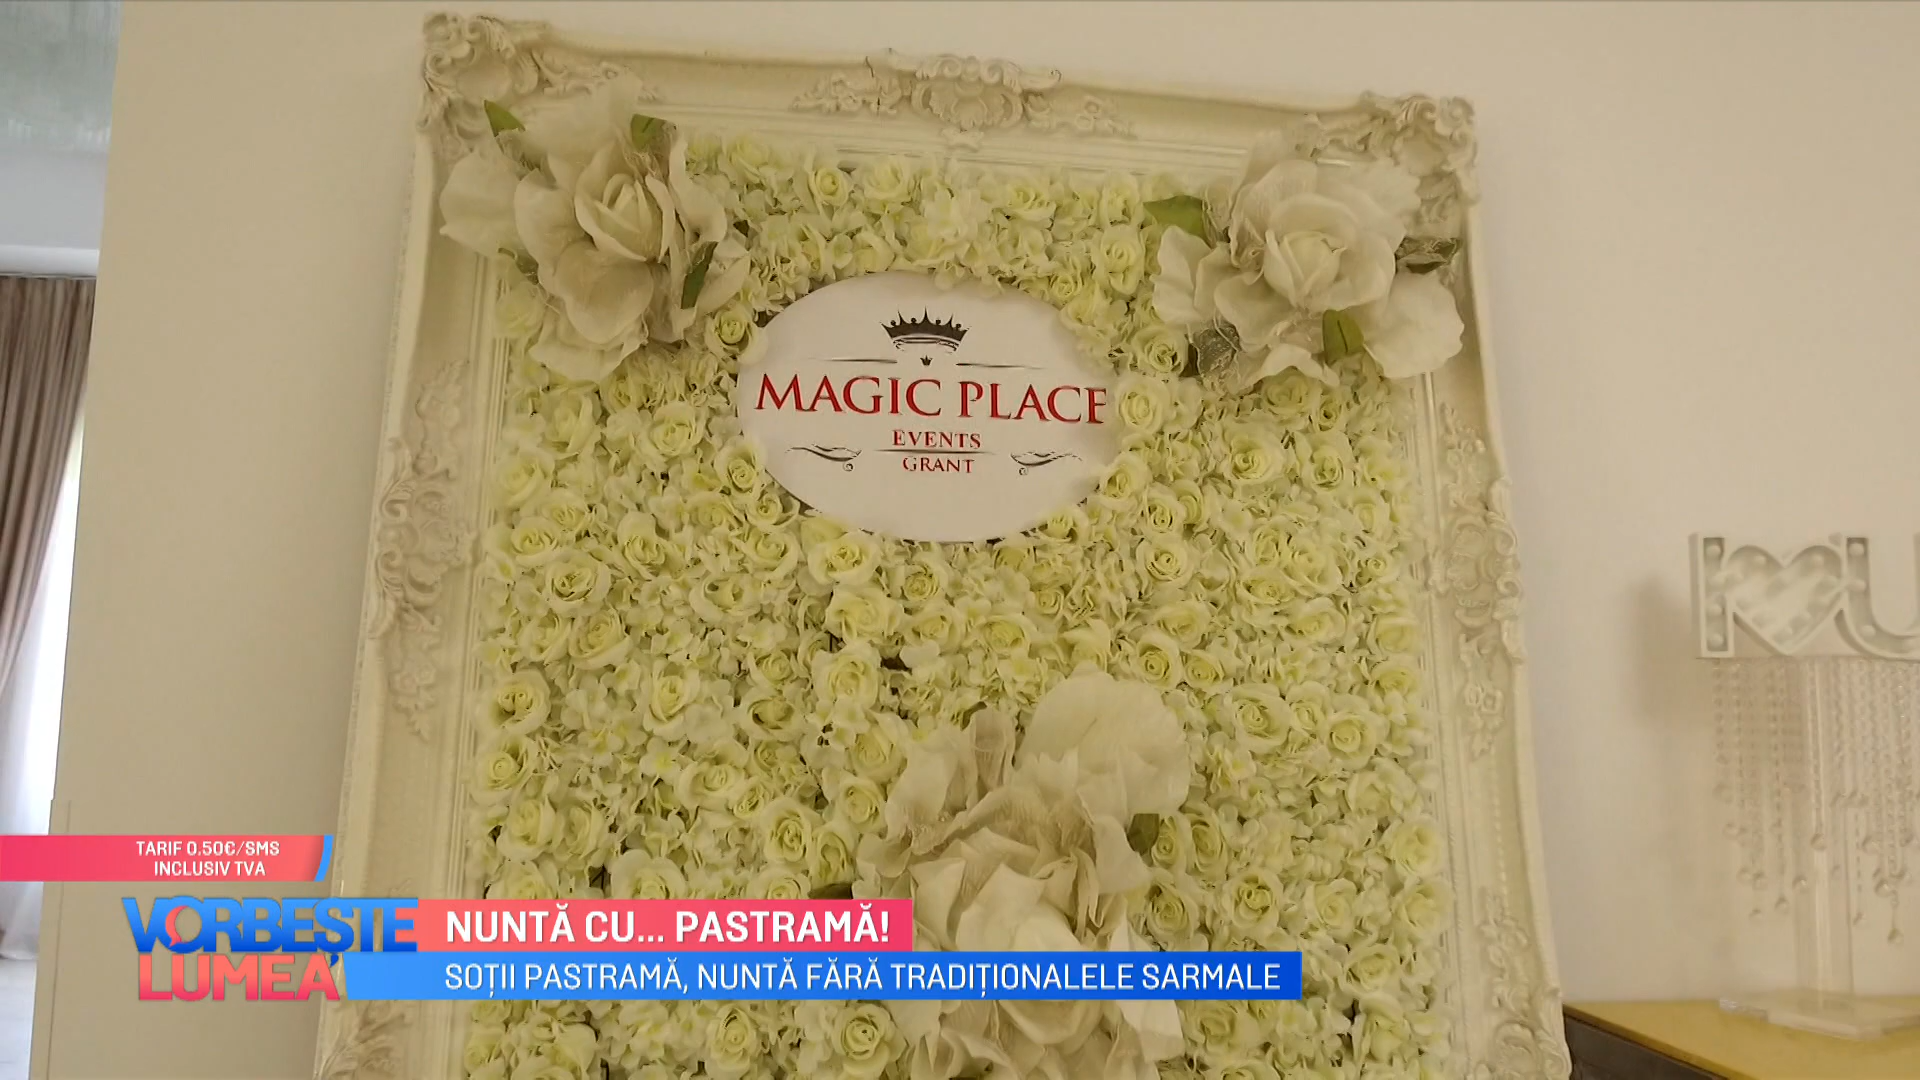 MAGIC PLACE
EVENTS
GRANT
I U
TARIF 0,50€/SMS
INCLUSIV TVA
VORBEȘTE
LUMEA
NUNTĂ CU... PASTRAMĂ!
SOȚII PASTRAMĂ, NUNTĂ FĂRĂ TRADIȚIONALELE SARMALE